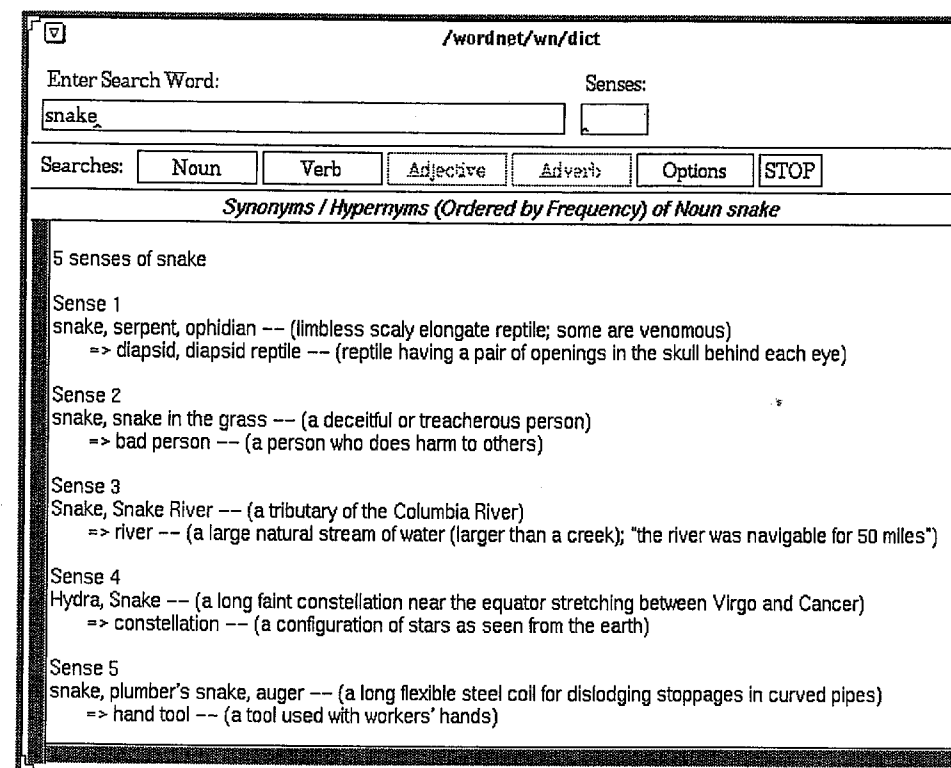 /wordnet/wn/dict
Enter Search Word: Senses:
snake
Searches: Noun Verb Adjective Adverb Options STOP
Synonyms / Hypernyms (Ordered by Frequency) of Noun snake
5 senses of snake
Sense 1
snake, serpent, ophidian -- (limbless scaly elongate reptile; some are venomous)
=> diapsid, diapsid reptile -- (reptile having a pair of openings in the skull behind each eye)
Sense 2
snake, snake in the grass -- (a deceitful or treacherous person)
=> bad person -- (a person who does harm to others)
Sense 3
Snake, Snake River -- (a tributary of the Columbia River)
=> river -- (a large natural stream of water (larger than a creek); "the river was navigable for 50 miles")
Sense 4
Hydra, Snake -- (a long faint constellation near the equator stretching between Virgo and Cancer)
=> constellation -- (a configuration of stars as seen from the earth)
Sense 5
snake, plumber's snake, auger -- (a long flexible steel coil for dislodging stoppages in curved pipes)
=> hand tool -- (a tool used with workers' hands)